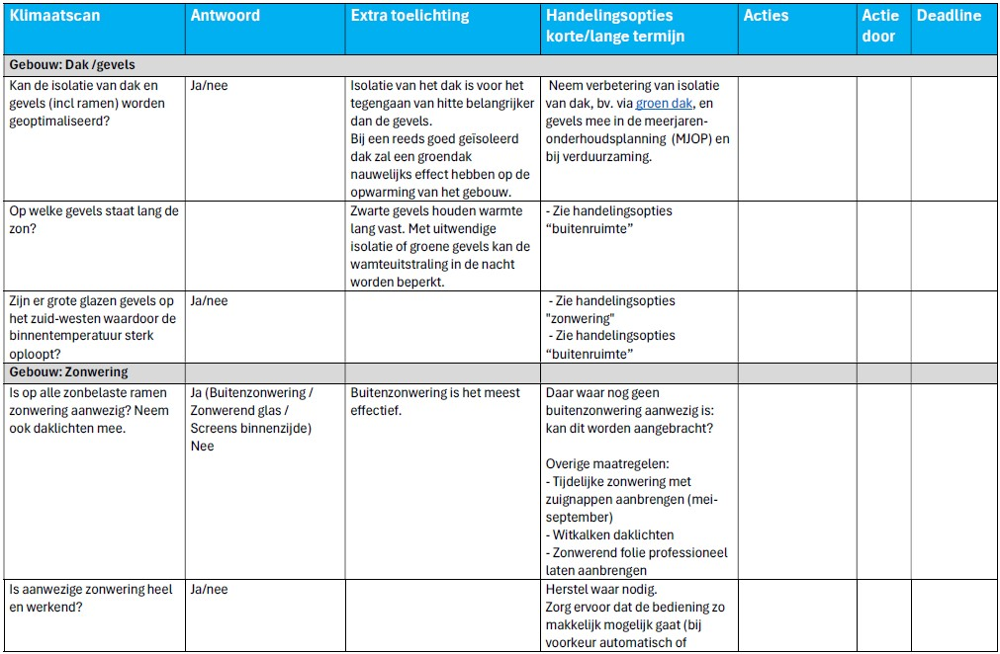 Klimaatscan
Antwoord
Extra toelichting
Handelingsopties
korte/lange termijn
Acties
Actie
door
Deadline
Gebouw: Dak /gevels
Kan de isolatie van dak en
gevels (incl ramen) worden
geoptimaliseerd?
Ja/nee
Isolatie van het dak is voor het
tegengaan van hitte belangrijker
dan de gevels.
Bij een reeds goed geïsoleerd
dak zal een groendak
nauwelijks effect hebben op de
opwarming van het gebouw.
Neem verbetering van isolatie
van dak, bv. via groen dak, en
gevels mee in de meerjaren-
onderhoudsplanning (MJOP) en
bij verduurzaming.
Op welke gevels staat lang de
zon?
Zwarte gevels houden warmte
lang vast. Met uitwendige
isolatie of groene gevels kan de
wamteuitstraling in de nacht
worden beperkt.
- Zie handelingsopties
“buitenruimte”
Zijn er grote glazen gevels op
het zuid-westen waardoor de
binnentemperatuur sterk
oploopt?
Ja/nee
- Zie handelingsopties
"zonwering"
- Zie handelingsopties
“buitenruimte”
Gebouw: Zonwering
Is op alle zonbelaste ramen
zonwering aanwezig? Neem
ook daklichten mee.
Ja (Buitenzonwering /
Zonwerend glas /
Screens binnenzijde)
Nee
Buitenzonwering is het meest
effectief.
Daar waar nog geen
buitenzonwering aanwezig is:
kan dit worden aangebracht?
Overige maatregelen:
- Tijdelijke zonwering met
zuignappen aanbrengen (mei-
september)
- Witkalken daklichten
- Zonwerend folie professioneel
laten aanbrengen
Is aanwezige zonwering heel
en werkend?
Ja/nee
Herstel waar nodig.
Zorg ervoor dat de bediening zo
makkelijk mogelijk gaat (bij
voorkeur automatisch of